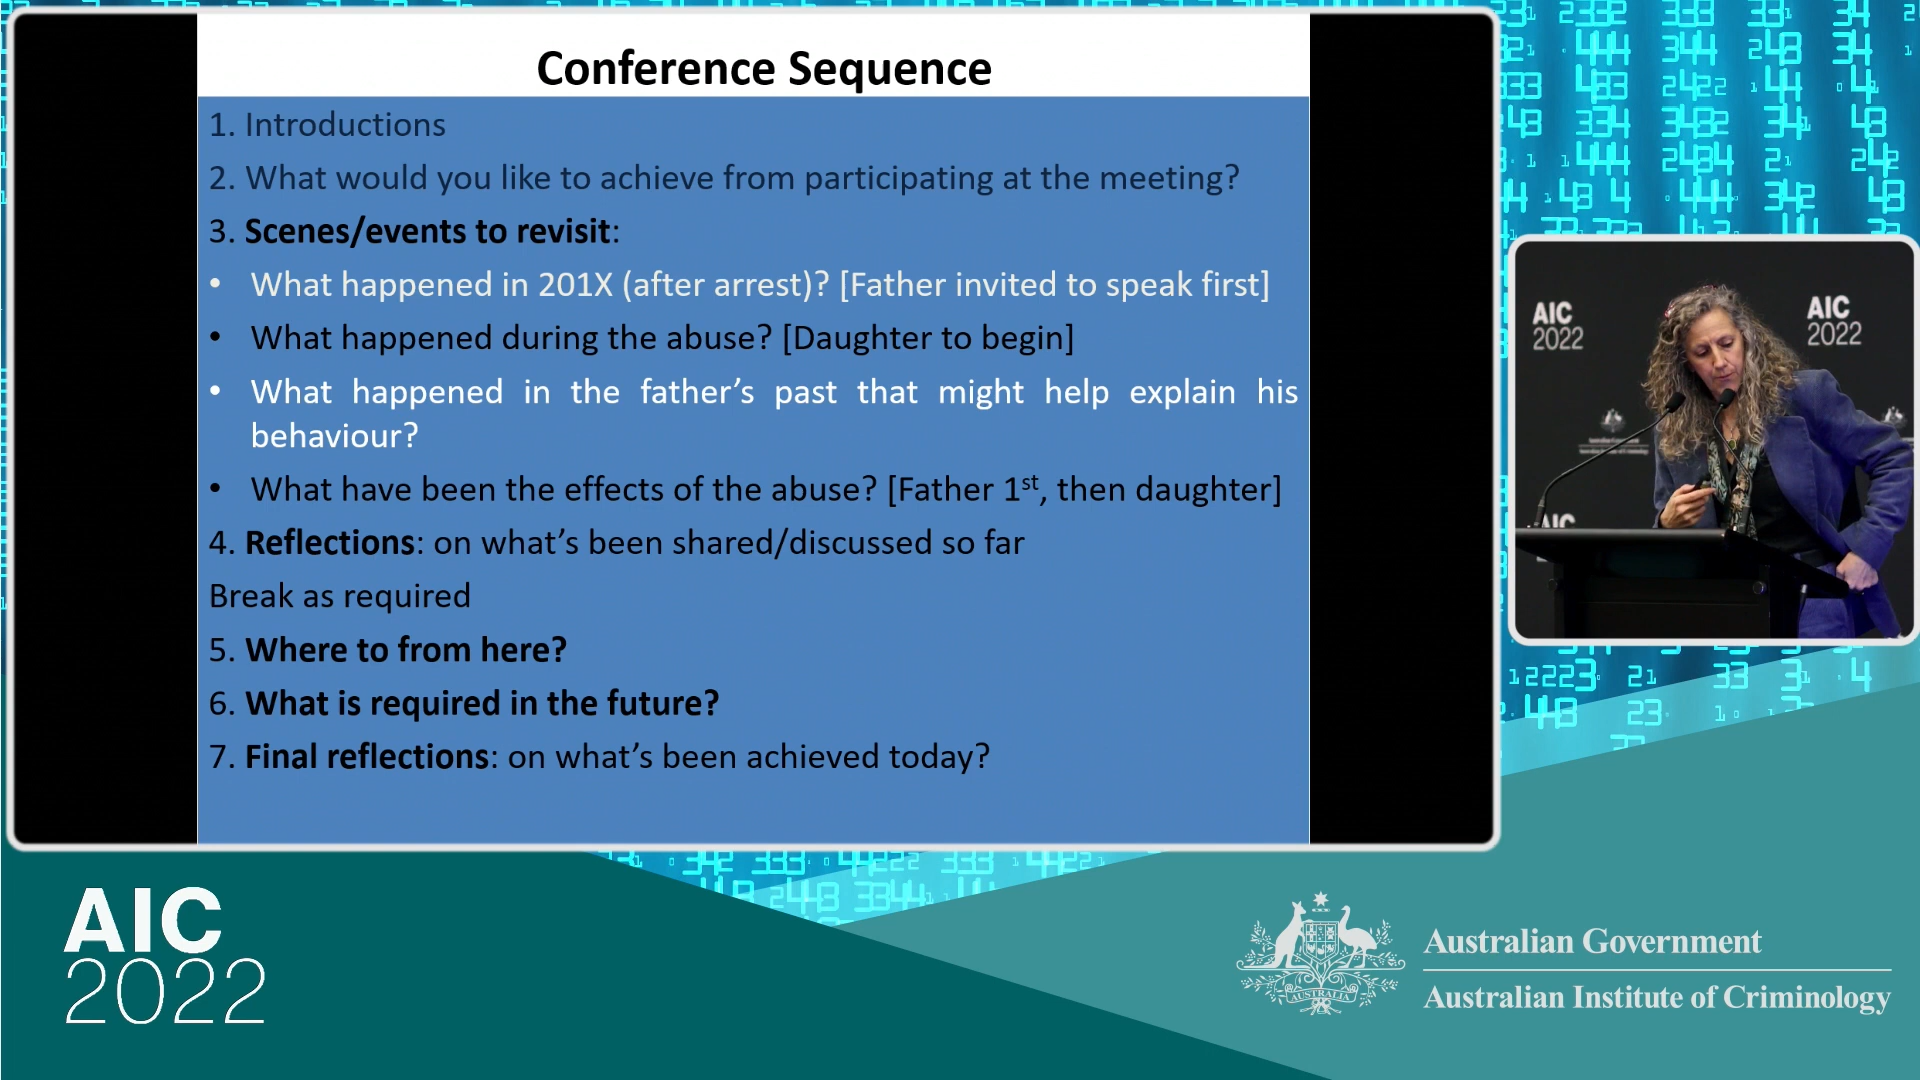 Conference Sequence
1. Introductions
2. What would you like to achieve from participating at the meeting?
3. Scenes/events to revisit:
• What happened in 201X (after arrest)? [Father invited to speak first]
• What happened during the abuse? [Daughter to begin]
• What happened in the father's past that might help explain his
behaviour?
• What have been the effects of the abuse? [Father 1st, then daughter]
4. Reflections: on what's been shared/discussed so far
Break as required
5. Where to from here?
6. What is required in the future?
7. Final reflections: on what's been achieved today?
AIC
2022
AIC
2022
AIC
AIC
2022
AUSTRALIA
Australian Government
Australian Institute of Criminology